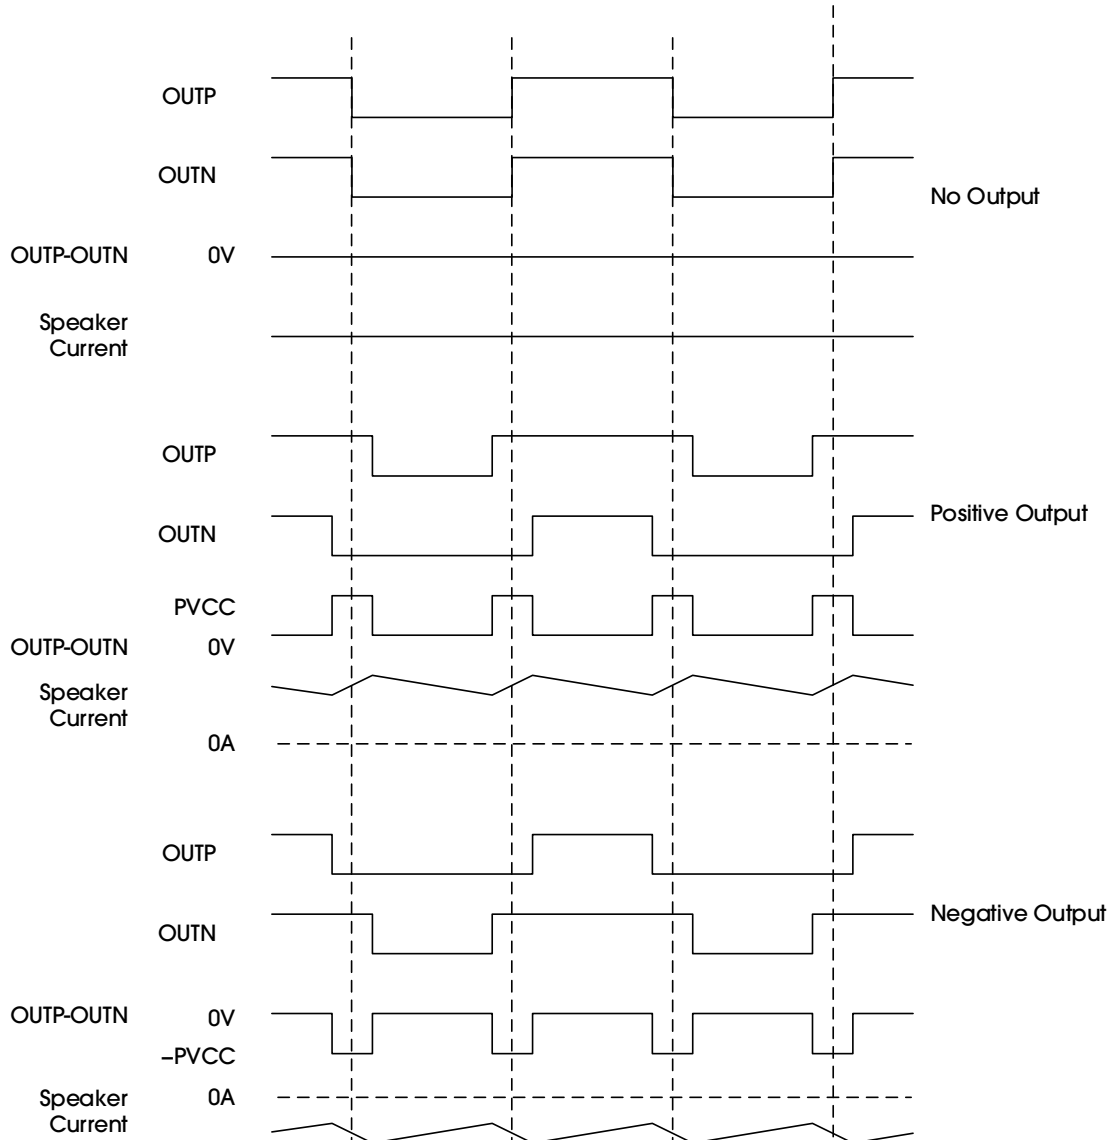 OUTP
OUTN
No Output
OUTP-OUTN 0V
Speaker
Current
OUTP
Positive Output
OUTN
PVCC
OUTP-OUTN 0V
Speaker
Current
0A
OUTP
Negative Output
OUTN
OUTP-OUTN 0V
–PVCC
0A
Speaker
Current